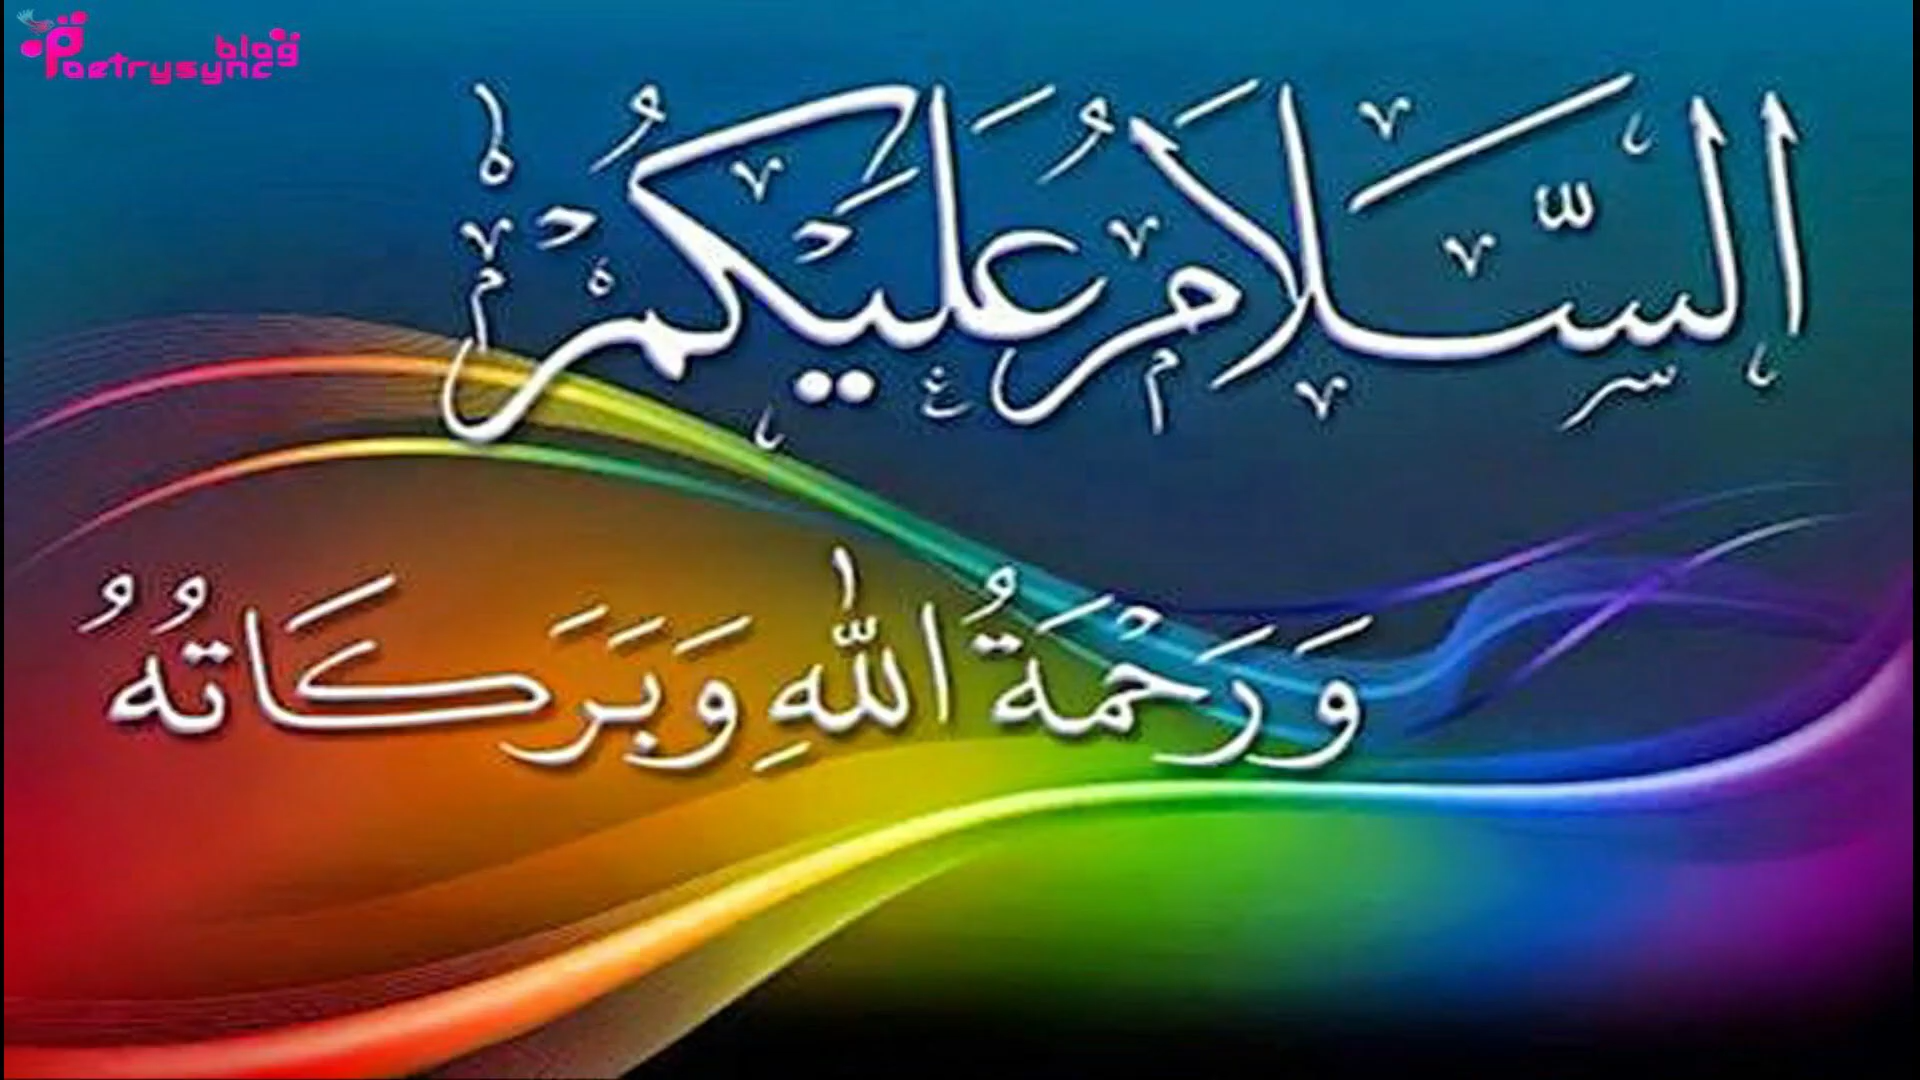 Poetrysync blog
السَّلَامُ عَلَيْكُمْ
وَرَحْمَةُ اللّٰهِ وَبَرَكَاتُهُ